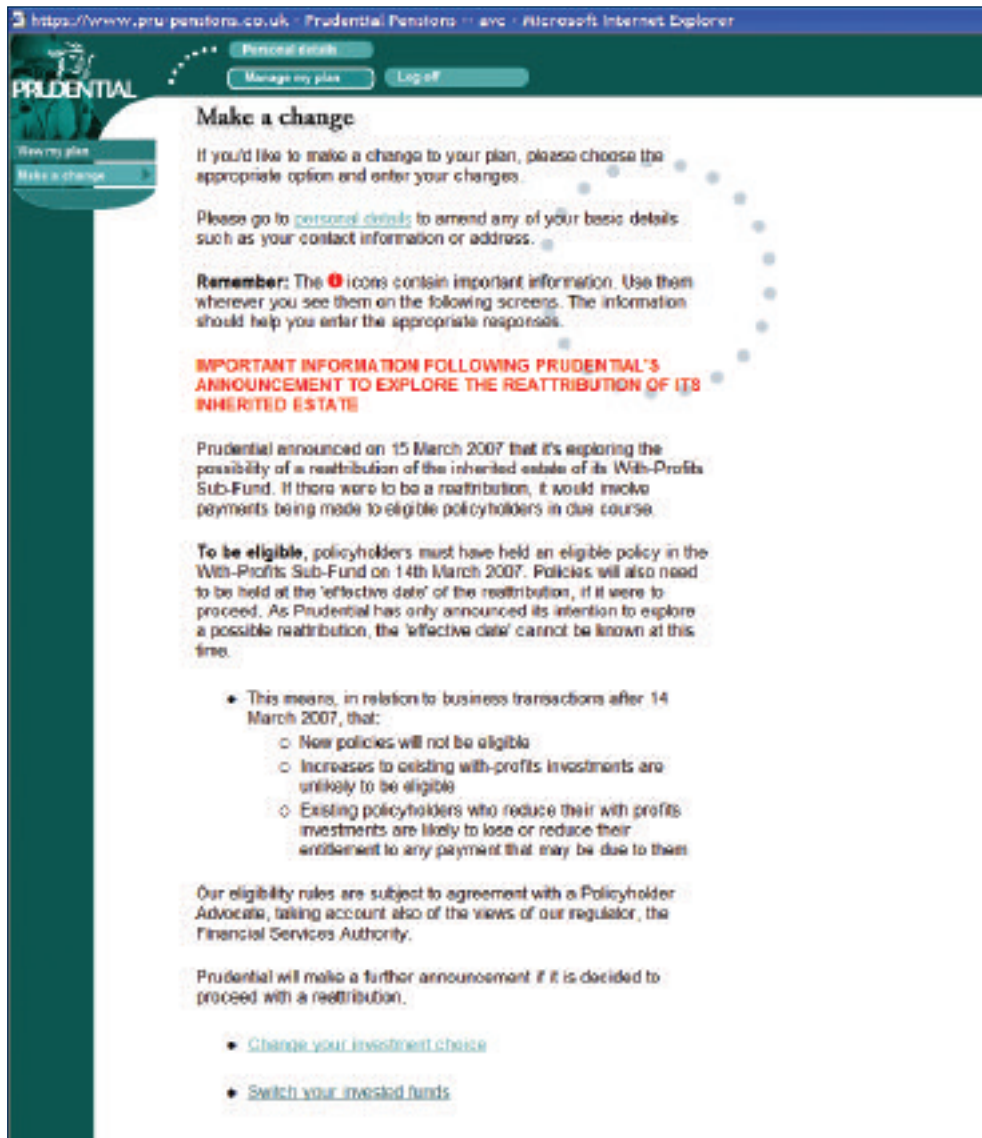 https://www.pru-pensions.co.uk - Prudential Pensions -- avc - Microsoft Internet Explorer
Personal details
Manage my plan
Log off
PRUDENTIAL
View my plan
Make a change
Make a change
If you'd like to make a change to your plan, please choose the
appropriate option and enter your changes.
Please go to personal details to amend any of your basic details
such as your contact information or address.
Remember: The icons contain important information. Use them
wherever you see them on the following screens. The information
should help you enter the appropriate responses.
IMPORTANT INFORMATION FOLLOWING PRUDENTIAL'S
ANNOUNCEMENT TO EXPLORE THE REATTRIBUTION OF ITS
INHERITED ESTATE
Prudential announced on 15 March 2007 that it's exploring the
possibility of a reattribution of the inherited estate of its With-Profits
Sub-Fund. If there were to be a reattribution, it would involve
payments being made to eligible policyholders in due course.
To be eligible, policyholders must have held an eligible policy in the
With-Profits Sub-Fund on 14th March 2007. Policies will also need
to be held at the 'effective date' of the reattribution, if it were to
proceed. As Prudential has only announced its intention to explore
a possible reattribution, the 'effective date' cannot be known at this
time.
• This means, in relation to business transactions after 14
March 2007, that:
○ New policies will not be eligible
○ Increases to existing with-profits investments are
unlikely to be eligible
○ Existing policyholders who reduce their with profits
investments are likely to lose or reduce their
entitlement to any payment that may be due to them
Our eligibility rules are subject to agreement with a Policyholder
Advocate, taking account also of the views of our regulator, the
Financial Services Authority.
Prudential will make a further announcement if it is decided to
proceed with a reattribution.
• Change your investment choice
• Switch your invested funds